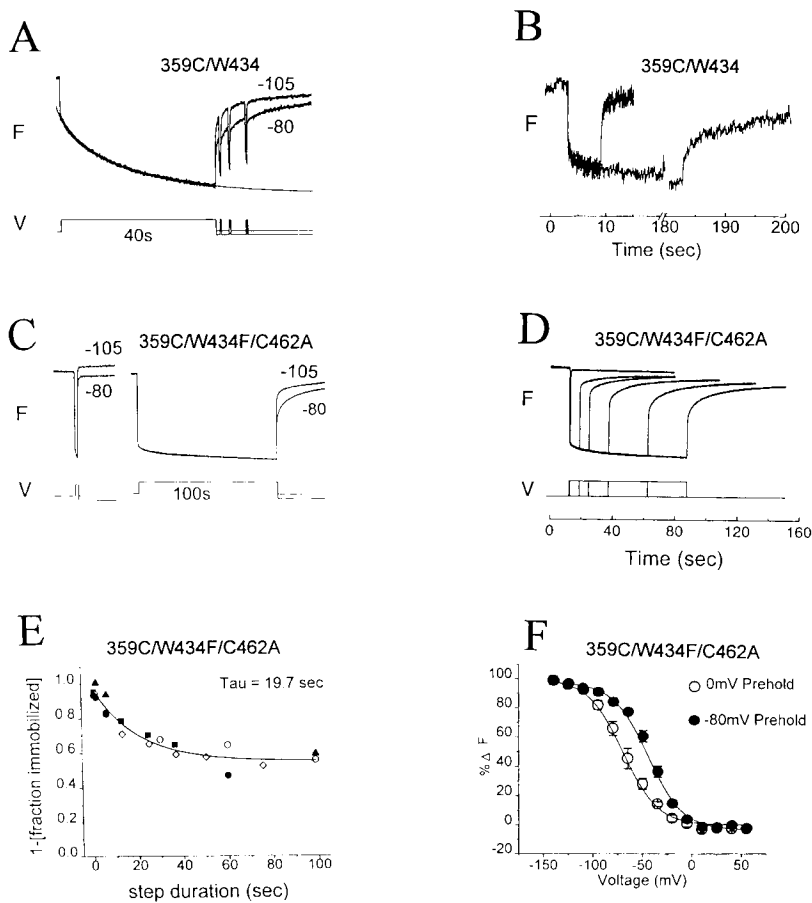 A
359C/W434
-105
-80
F
V
40s
B
359C/W434
F
0 10 180 190 200
Time (sec)
C
359C/W434F/C462A
-105
-80
-105
-80
F
V
100s
D
359C/W434F/C462A
F
V
0 40 80 120 160
Time (sec)
E
359C/W434F/C462A
Tau = 19.7 sec
1-[fraction immobilized]
1.0
0.8
0.6
0.4
0.2
0.0
0 20 40 60 80 100
step duration (sec)
F
359C/W434F/C462A
0mV Prehold
-80mV Prehold
% Δ F
100
80
60
40
20
0
-20
-150 -100 -50 0 50
Voltage (mV)